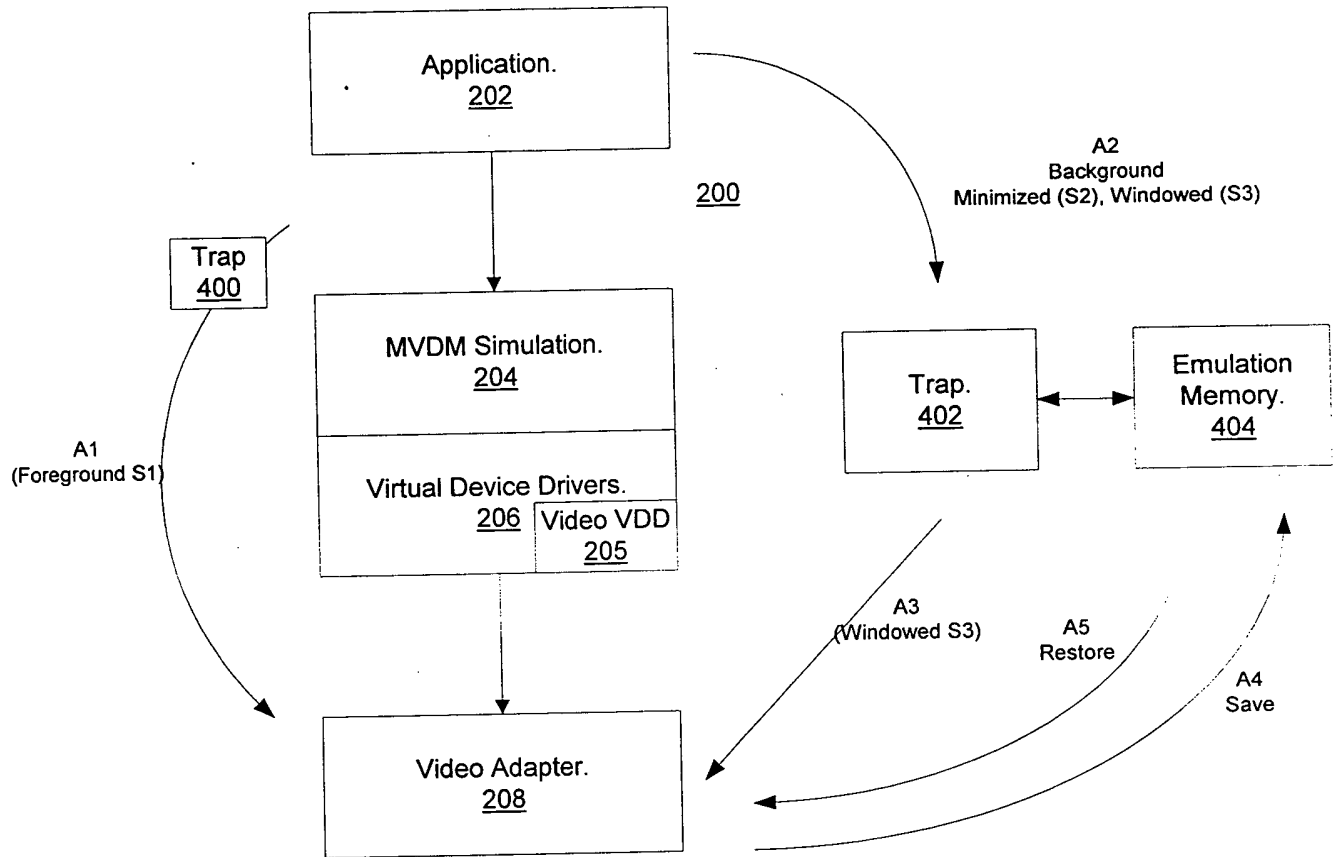 Application.
202
A2
Background
Minimized (S2), Windowed (S3)
200
Trap
400
MVDM Simulation.
204
Trap.
402
Emulation
Memory.
404
A1
(Foreground S1)
Virtual Device Drivers.
206
Video VDD
205
A3
(Windowed S3)
A5
Restore
A4
Save
Video Adapter.
208